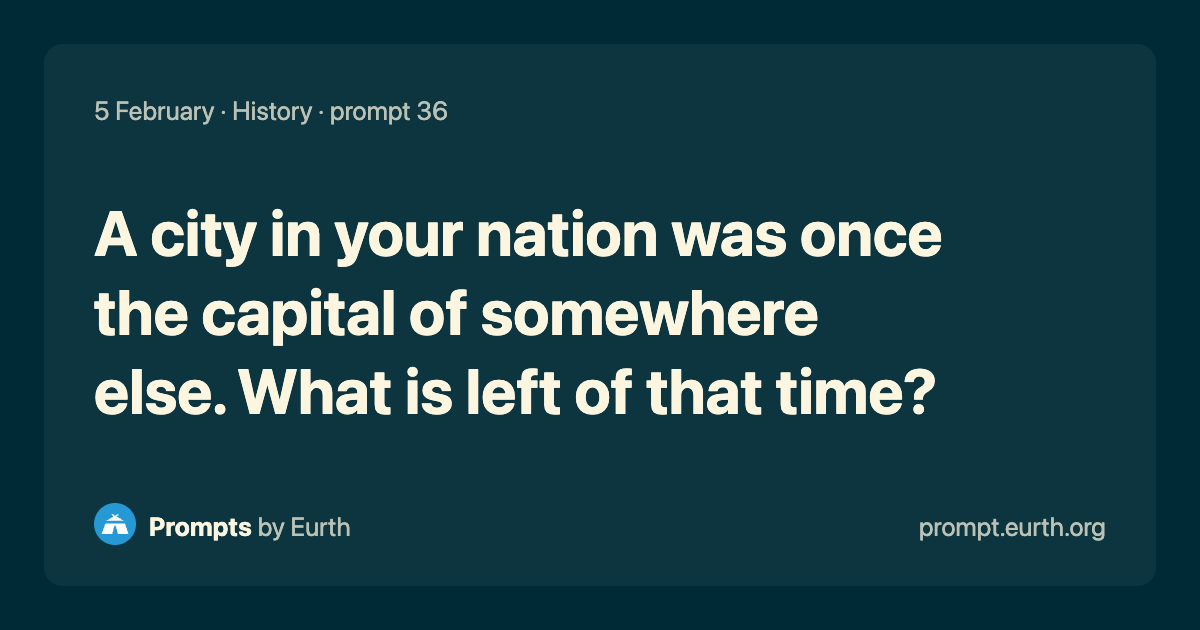 5 February · History · prompt 36
A city in your nation was once
the capital of somewhere
else. What is left of that time?
Prompts by Eurth
prompt.eurth.org